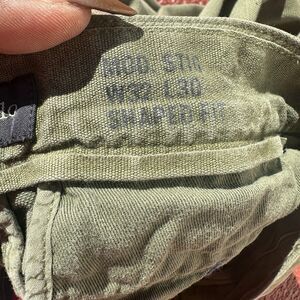 MOD STR
W32 L30
SHAPED FIT